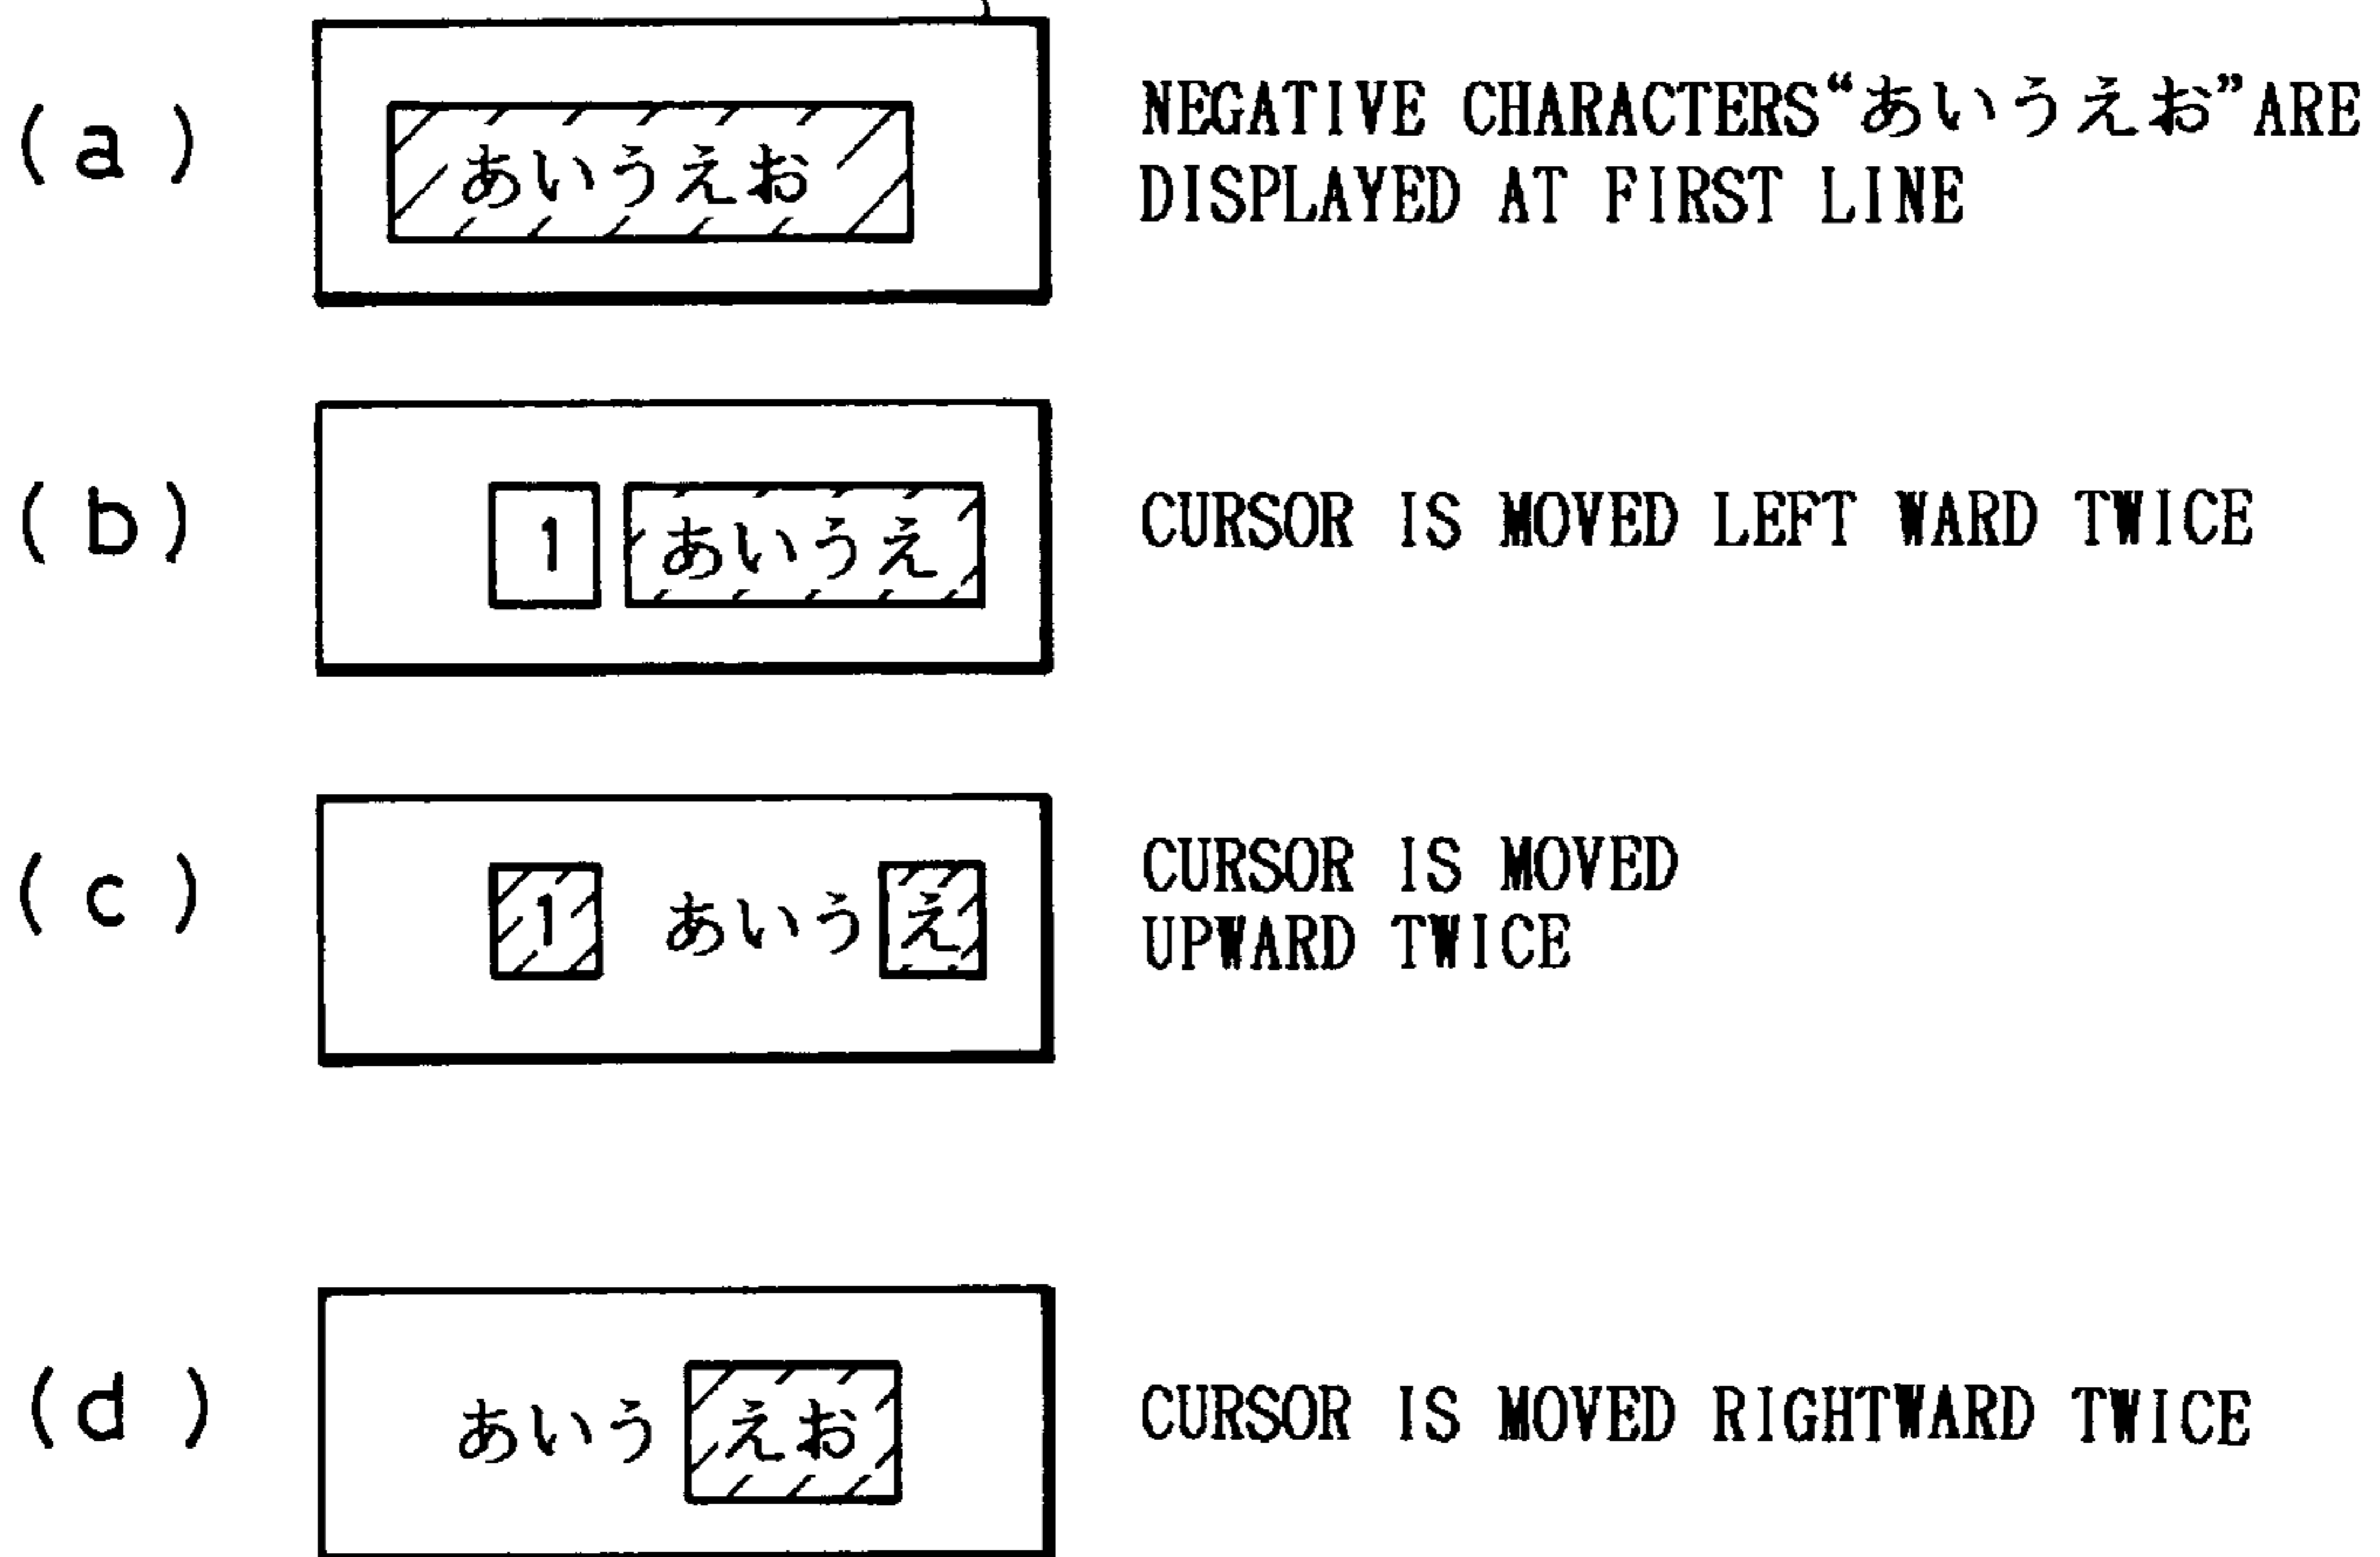 (a)
あいうえお
NEGATIVE CHARACTERS“あいうえお”ARE
DISPLAYED AT FIRST LINE
(b)
1 あいうえ
CURSOR IS MOVED LEFT WARD TWICE
(c)
1 あいうえ
CURSOR IS MOVED
UPWARD TWICE
(d)
あいうえお
CURSOR IS MOVED RIGHTWARD TWICE